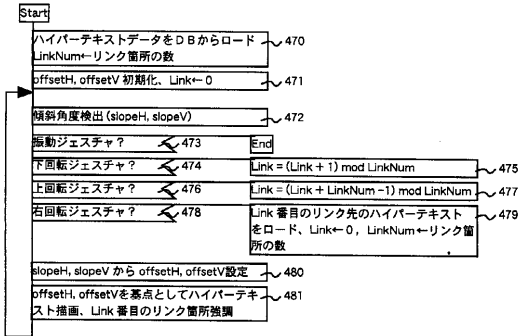 Start
ハイパーテキストデータをDBからロード 470
LinkNum←リンク箇所の数
offsetH, offsetV 初期化、Link←0 471
傾斜角度検出(slopeH, slopeV) 472
振動ジェスチャ? 473 End
下回転ジェスチャ? 474 Link = (Link + 1) mod LinkNum 475
上回転ジェスチャ? 476 Link = (Link + LinkNum -1) mod LinkNum 477
右回転ジェスチャ? 478 Link 番目のリンク先のハイパーテキスト 479
をロード、Link←0, LinkNum←リンク箇
所の数
slopeH, slopeV から offsetH, offsetV設定 480
offsetH, offsetVを基点としてハイパーテキ 481
スト描画、Link 番目のリンク箇所強調